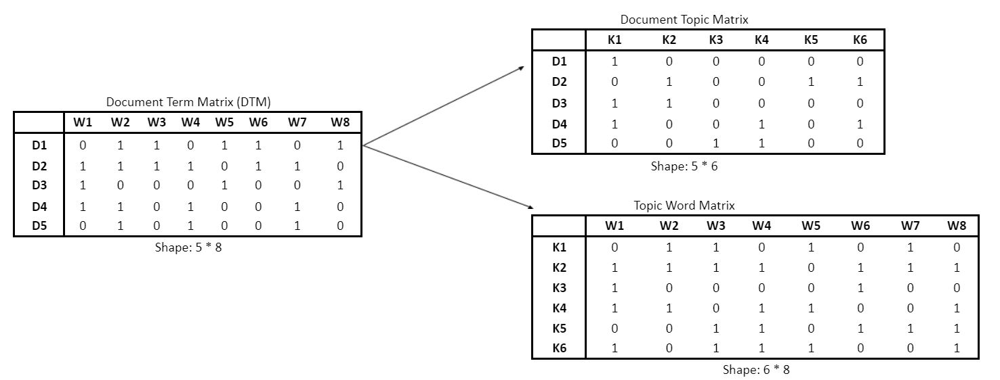 Document Term Matrix (DTM)
W1 W2 W3 W4 W5 W6 W7 W8
D1 0 1 1 0 1 1 0 1
D2 1 1 1 1 0 1 1 0
D3 1 0 0 0 1 0 0 1
D4 1 1 0 1 0 0 1 0
D5 0 1 0 1 0 0 1 0
Shape: 5 * 8
Document Topic Matrix
K1 K2 K3 K4 K5 K6
D1 1 0 0 0 0 0
D2 0 1 0 0 1 1
D3 1 1 0 0 0 0
D4 1 0 0 1 0 1
D5 0 0 1 1 0 0
Shape: 5 * 6
Topic Word Matrix
W1 W2 W3 W4 W5 W6 W7 W8
K1 0 1 1 0 1 0 1 0
K2 1 1 1 1 0 1 1 1
K3 1 0 0 0 0 1 0 0
K4 1 1 0 1 1 0 0 1
K5 0 0 1 1 0 1 1 1
K6 1 0 1 1 1 0 0 1
Shape: 6 * 8